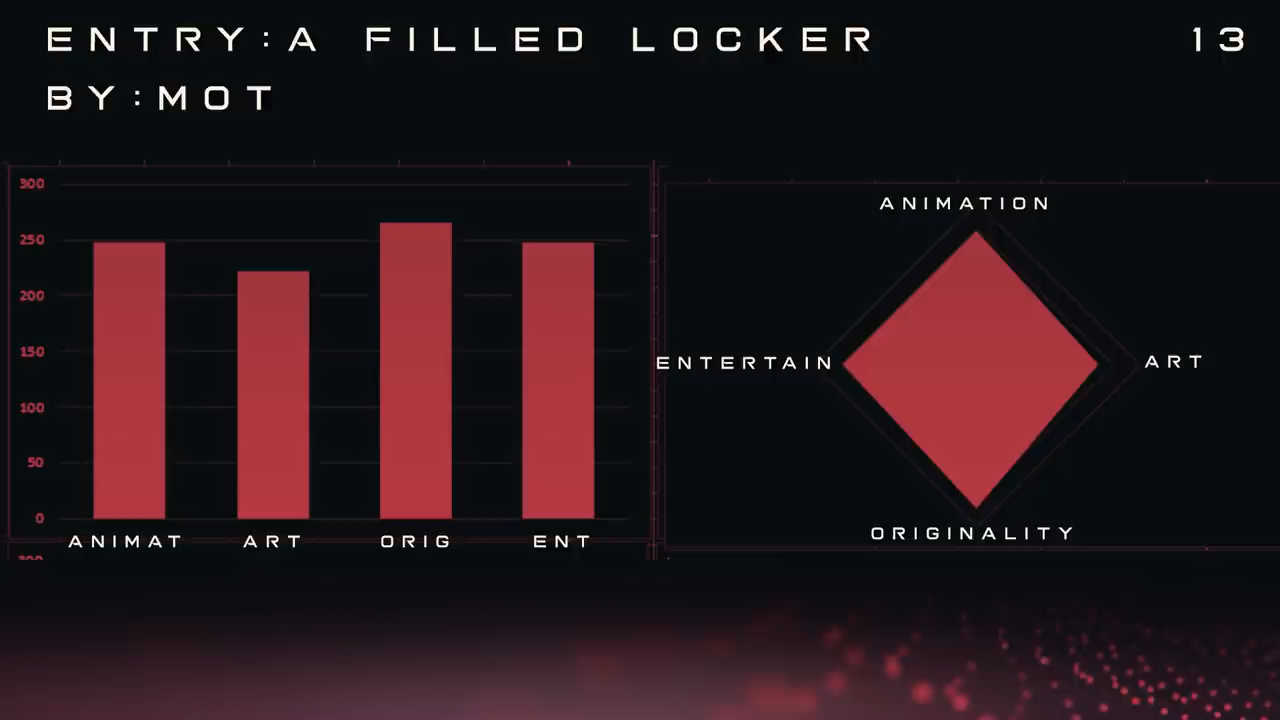 ENTRY:A FILLED LOCKER
13
BY:MOT
300
250
200
150
100
50
0
ANIMAT ART ORIG ENT
ANIMATION
ENTERTAIN
ART
ORIGINALITY